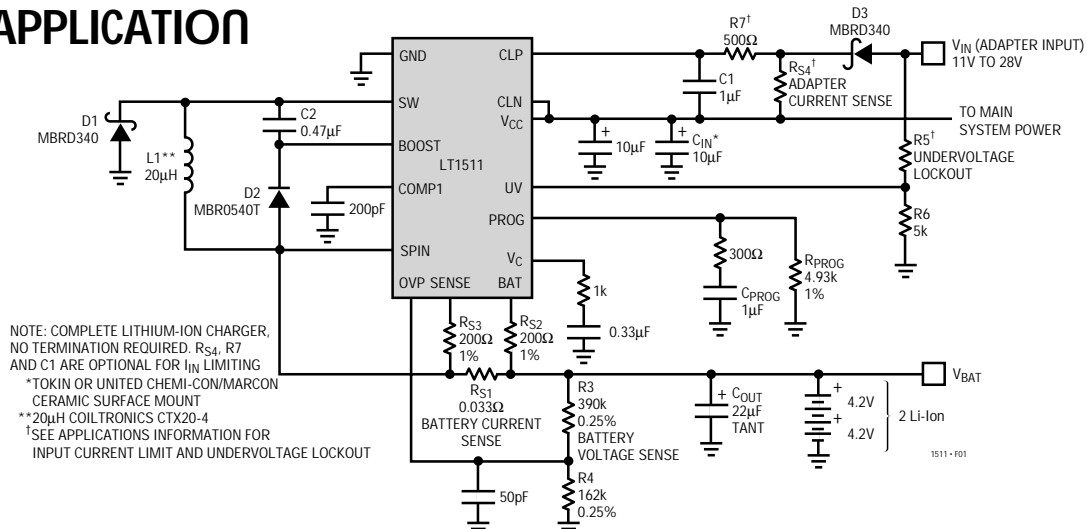 APPLICATION
GND
SW
BOOST
COMP1
SPIN
OVP SENSE
LT1511
CLP
CLN
VCC
UV
PROG
VC
BAT
D1
MBRD340
L1**
20µH
C2
0.47µF
D2
MBR0540T
200pF
R7†
500Ω
C1
1µF
RS4†
ADAPTER
CURRENT SENSE
D3
MBRD340
VIN (ADAPTER INPUT)
11V TO 28V
TO MAIN
SYSTEM POWER
+
10µF
+
CIN*
10µF
R5†
UNDERVOLTAGE
LOCKOUT
R6
5k
300Ω
CPROG
1µF
RPROG
4.93k
1%
1k
0.33µF
RS3
200Ω
1%
RS2
200Ω
1%
RS1
0.033Ω
BATTERY CURRENT
SENSE
R3
390k
0.25%
BATTERY
VOLTAGE SENSE
R4
162k
0.25%
50pF
+ COUT
22µF
TANT
VBAT
+
4.2V
+
4.2V
2 Li-Ion
NOTE: COMPLETE LITHIUM-ION CHARGER,
NO TERMINATION REQUIRED. RS4, R7
AND C1 ARE OPTIONAL FOR IIN LIMITING
*TOKIN OR UNITED CHEMI-CON/MARCON
CERAMIC SURFACE MOUNT
**20µH COILTRONICS CTX20-4
†SEE APPLICATIONS INFORMATION FOR
INPUT CURRENT LIMIT AND UNDERVOLTAGE LOCKOUT
1511 • F01